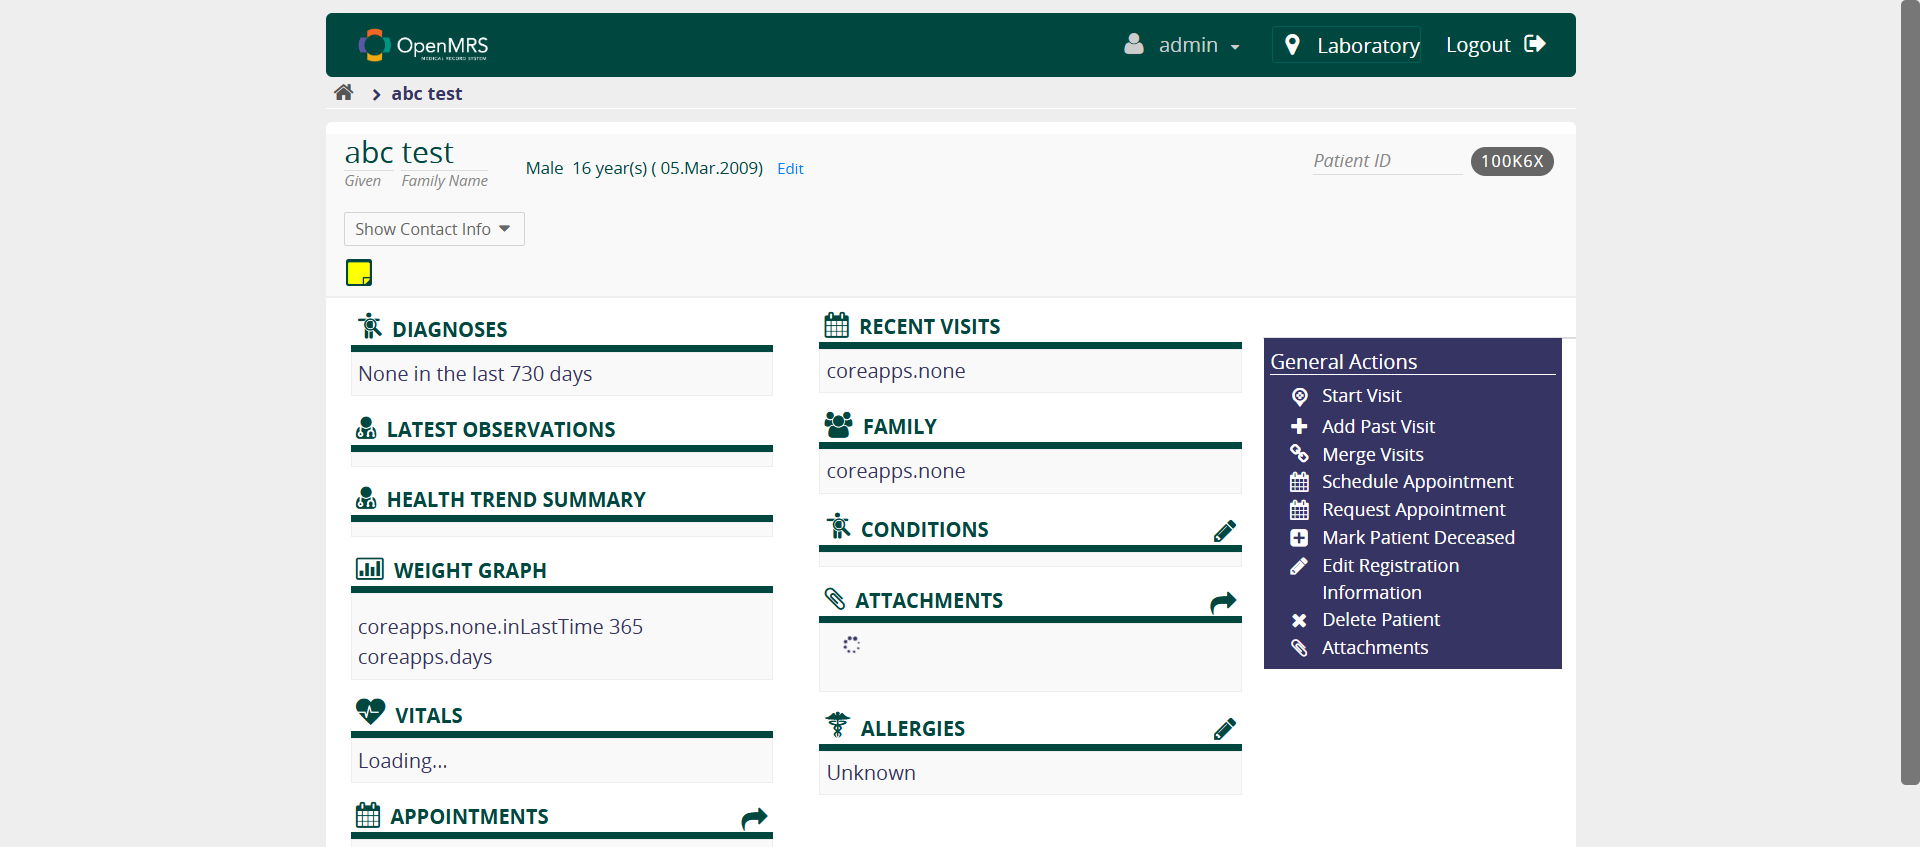 OpenMRS
MEDICAL RECORD SYSTEM
admin
Laboratory
Logout
abc test
abc test
Given Family Name
Male 16 year(s) ( 05.Mar.2009) Edit
Patient ID 100K6X
Show Contact Info
DIAGNOSES
None in the last 730 days
LATEST OBSERVATIONS
HEALTH TREND SUMMARY
WEIGHT GRAPH
coreapps.none.inLastTime 365
coreapps.days
VITALS
Loading...
APPOINTMENTS
RECENT VISITS
coreapps.none
FAMILY
coreapps.none
CONDITIONS
ATTACHMENTS
ALLERGIES
Unknown
General Actions
Start Visit
Add Past Visit
Merge Visits
Schedule Appointment
Request Appointment
Mark Patient Deceased
Edit Registration
Information
Delete Patient
Attachments